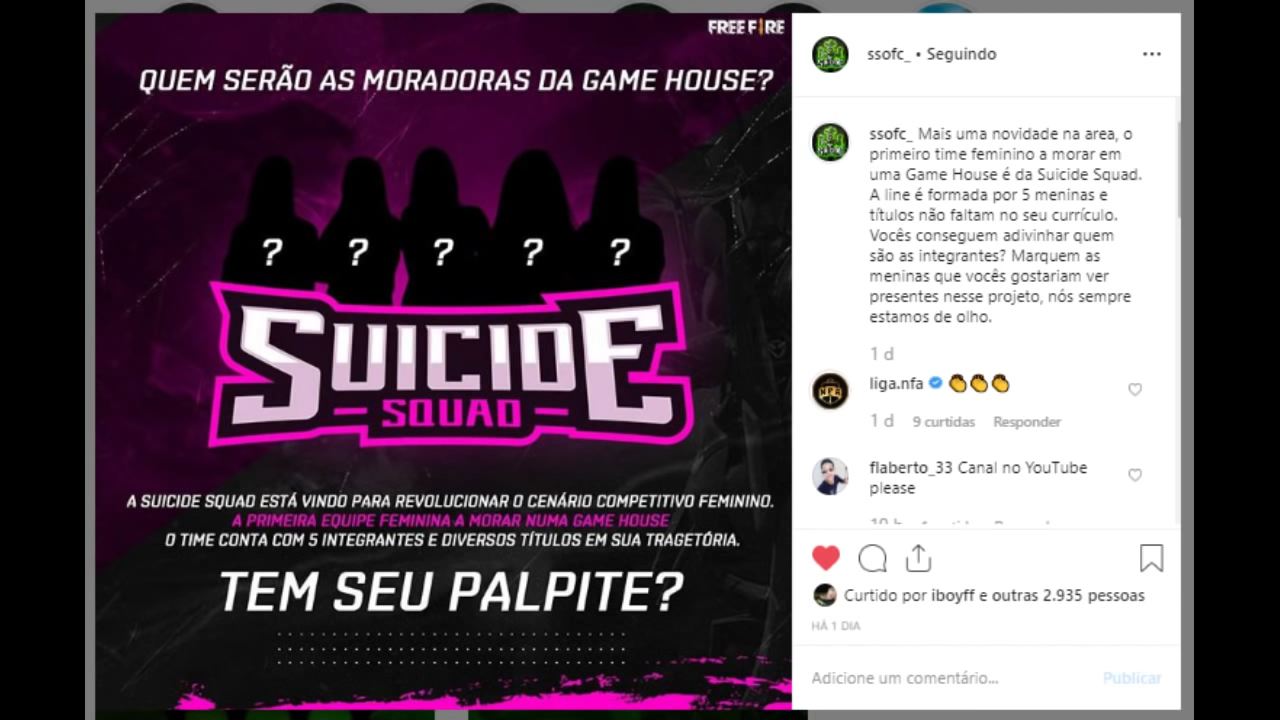 FREE FIRE
QUEM SERÃO AS MORADORAS DA GAME HOUSE?
? ? ? ? ?
SUICIDE
SQUAD
A SUICIDE SQUAD ESTÁ VINDO PARA REVOLUCIONAR O CENÁRIO COMPETITIVO FEMININO.
A PRIMEIRA EQUIPE FEMININA A MORAR NUMA GAME HOUSE
O TIME CONTA COM 5 INTEGRANTES E DIVERSOS TÍTULOS EM SUA TRAGETÓRIA.
TEM SEU PALPITE?
ssofc_ • Seguindo
ssofc_ Mais uma novidade na area, o
primeiro time feminino a morar em
uma Game House é da Suicide Squad.
A line é formada por 5 meninas e
títulos não faltam no seu currículo.
Vocês conseguem adivinhar quem
são as integrantes? Marquem as
meninas que vocês gostariam ver
presentes nesse projeto, nós sempre
estamos de olho.
1 d
liga.nfa 👏👏👏
1 d 9 curtidas Responder
flaberto_33 Canal no YouTube
please
Curtido por iboyff e outras 2.935 pessoas
HÁ 1 DIA
Adicione um comentário... Publicar